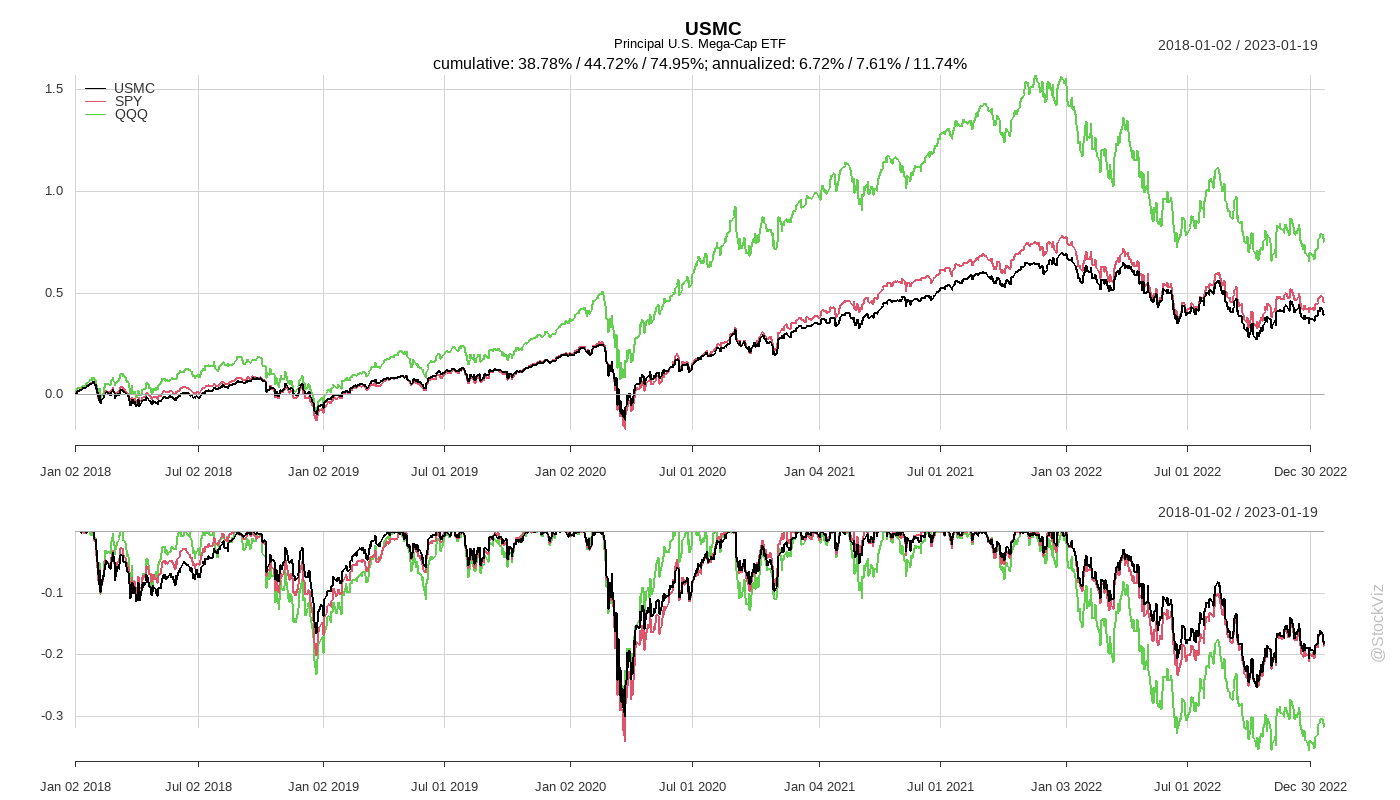 USMC
Principal U.S. Mega-Cap ETF
2018-01-02 / 2023-01-19
cumulative: 38.78% / 44.72% / 74.95%; annualized: 6.72% / 7.61% / 11.74%
USMC
SPY
QQQ
1.5
1.0
0.5
0.0
Jan 02 2018 Jul 02 2018 Jan 02 2019 Jul 01 2019 Jan 02 2020 Jul 01 2020 Jan 04 2021 Jul 01 2021 Jan 03 2022 Jul 01 2022 Dec 30 2022
2018-01-02 / 2023-01-19
-0.1
-0.2
-0.3
Jan 02 2018 Jul 02 2018 Jan 02 2019 Jul 01 2019 Jan 02 2020 Jul 01 2020 Jan 04 2021 Jul 01 2021 Jan 03 2022 Jul 01 2022 Dec 30 2022
@StockViz